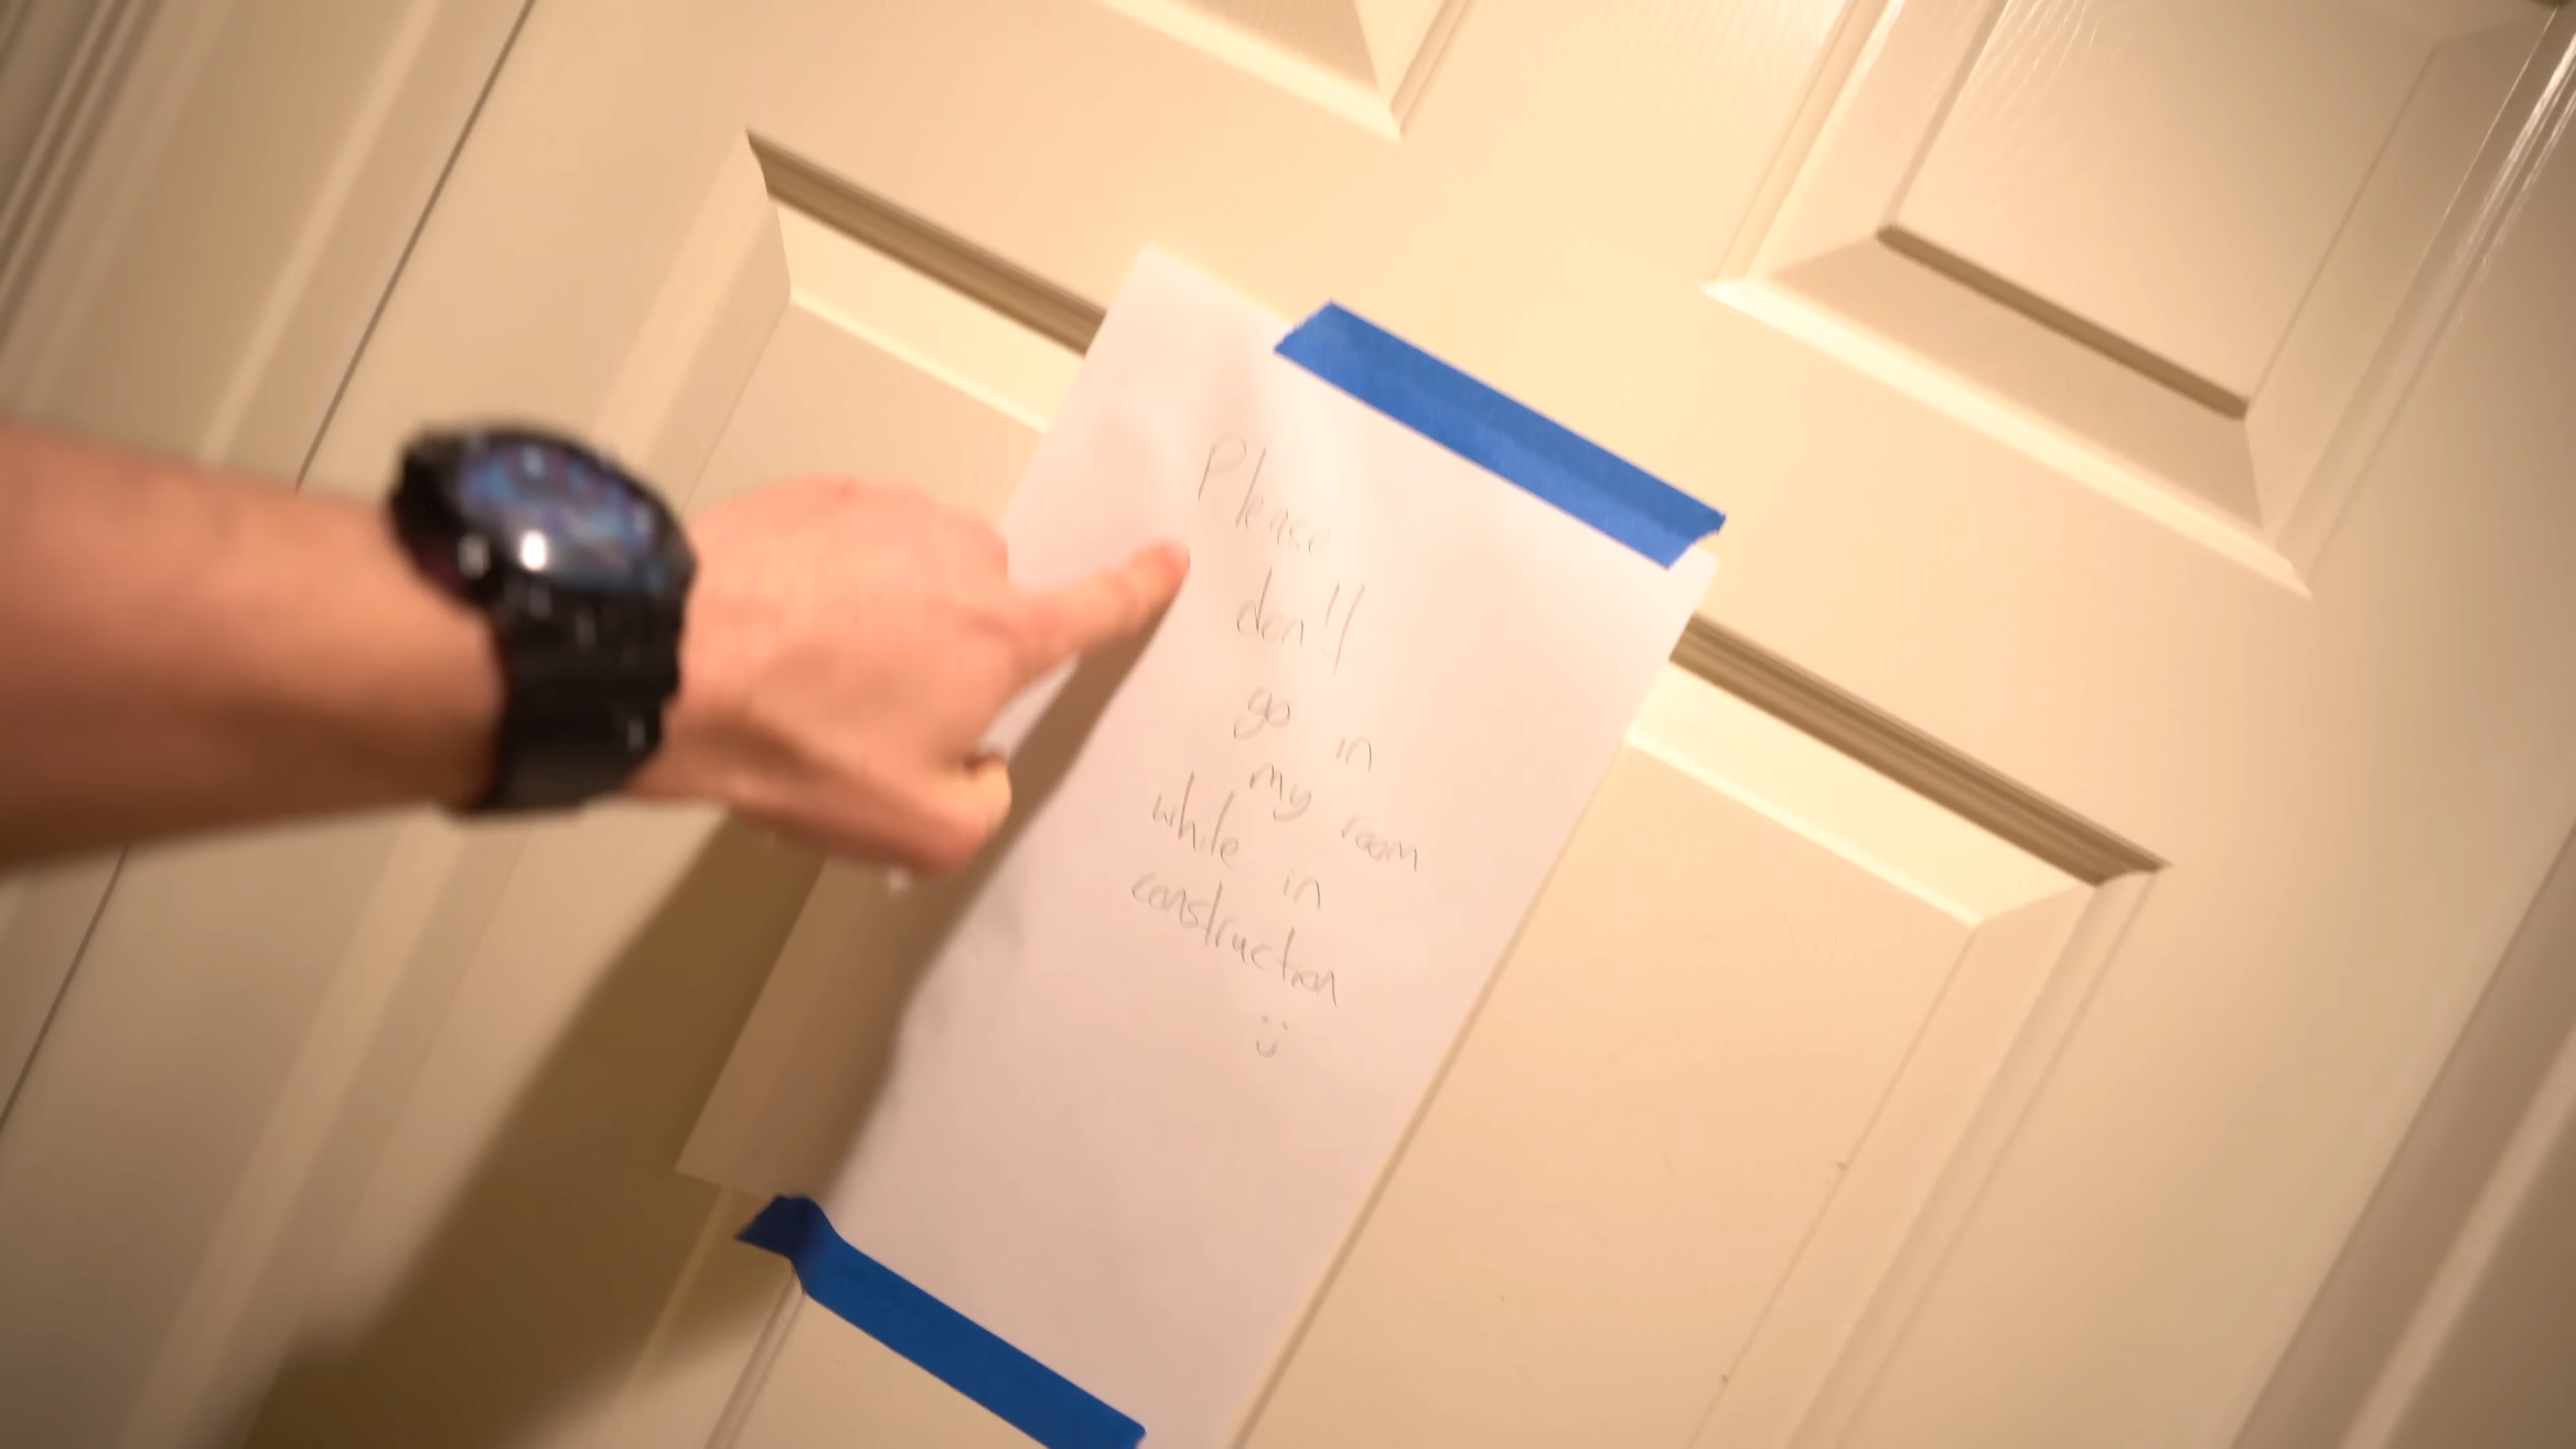 Please
don't
go in
my room
while in
construction